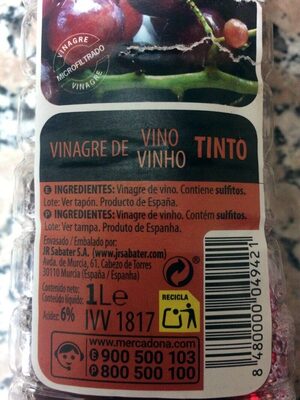 VINAGRE
MICROFILTRADO
VINAGRE
VINAGRE DE VINO VINHO TINTO
E INGREDIENTES: Vinagre de vino. Contiene sulfitos.
Lote: Ver tapón. Producto de España.
P INGREDIENTES: Vinagre de vinho. Contém sulfitos.
Lote: Ver tampa. Produto de Espanha.
Envasado / Embalado por:
JR Sabater S.A. (www.jrsabater.com)
Avda. de Murcia, 61. Cabezo de Torres
30110 Murcia (España / Espanha)
Contenido neto:
Conteúdo líquido: 1 L e
Acidez: 6% IVV 1817
RECICLA
www.mercadona.com
E 900 500 103
P 800 500 100
8 480000 049421